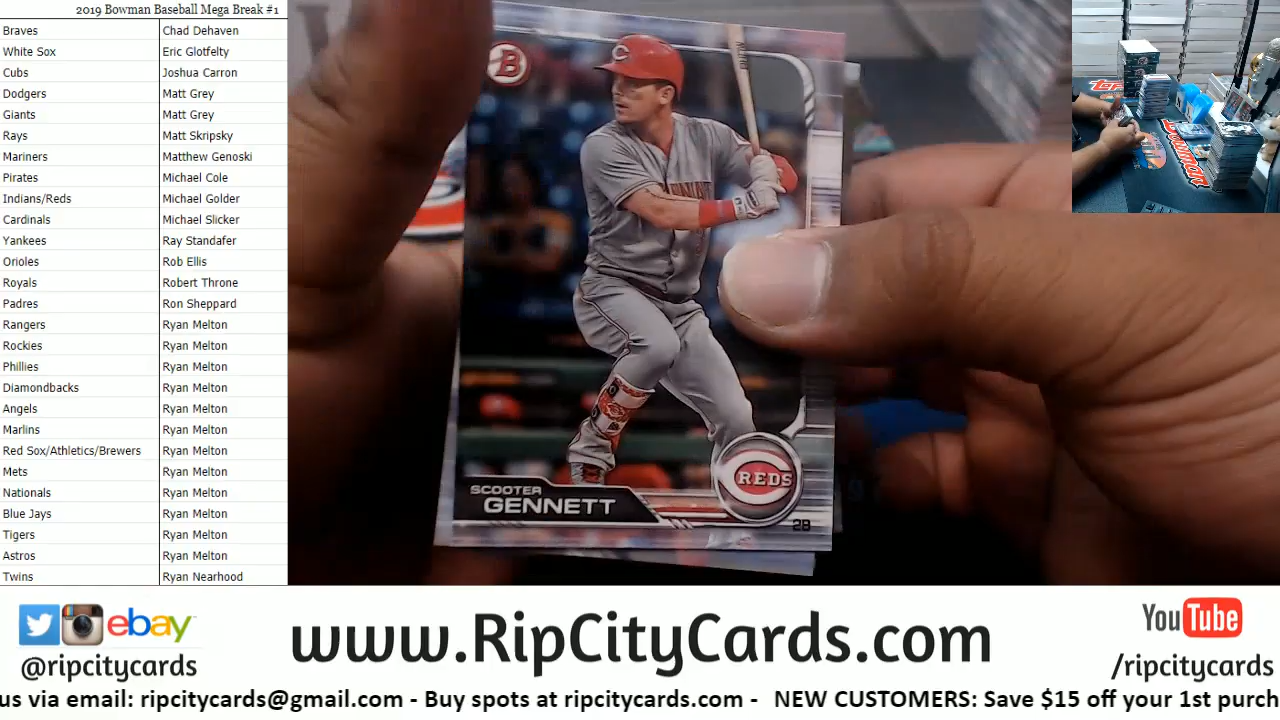 2019 Bowman Baseball Mega Break #1
Braves Chad Dehaven
White Sox Eric Glotfelty
Cubs Joshua Carron
Dodgers Matt Grey
Giants Matt Grey
Rays Matt Skripsky
Mariners Matthew Genoski
Pirates Michael Cole
Indians/Reds Michael Golder
Cardinals Michael Slicker
Yankees Ray Standafer
Orioles Rob Ellis
Royals Robert Throne
Padres Ron Sheppard
Rangers Ryan Melton
Rockies Ryan Melton
Phillies Ryan Melton
Diamondbacks Ryan Melton
Angels Ryan Melton
Marlins Ryan Melton
Red Sox/Athletics/Brewers Ryan Melton
Mets Ryan Melton
Nationals Ryan Melton
Blue Jays Ryan Melton
Tigers Ryan Melton
Astros Ryan Melton
Twins Ryan Nearhood
B
C
REDS
SCOOTER
GENNETT
2B
BOWMAN
ebay
@ripcitycards
www.RipCityCards.com
YouTube
/ripcitycards
us via email: ripcitycards@gmail.com - Buy spots at ripcitycards.com - NEW CUSTOMERS: Save $15 off your 1st purch